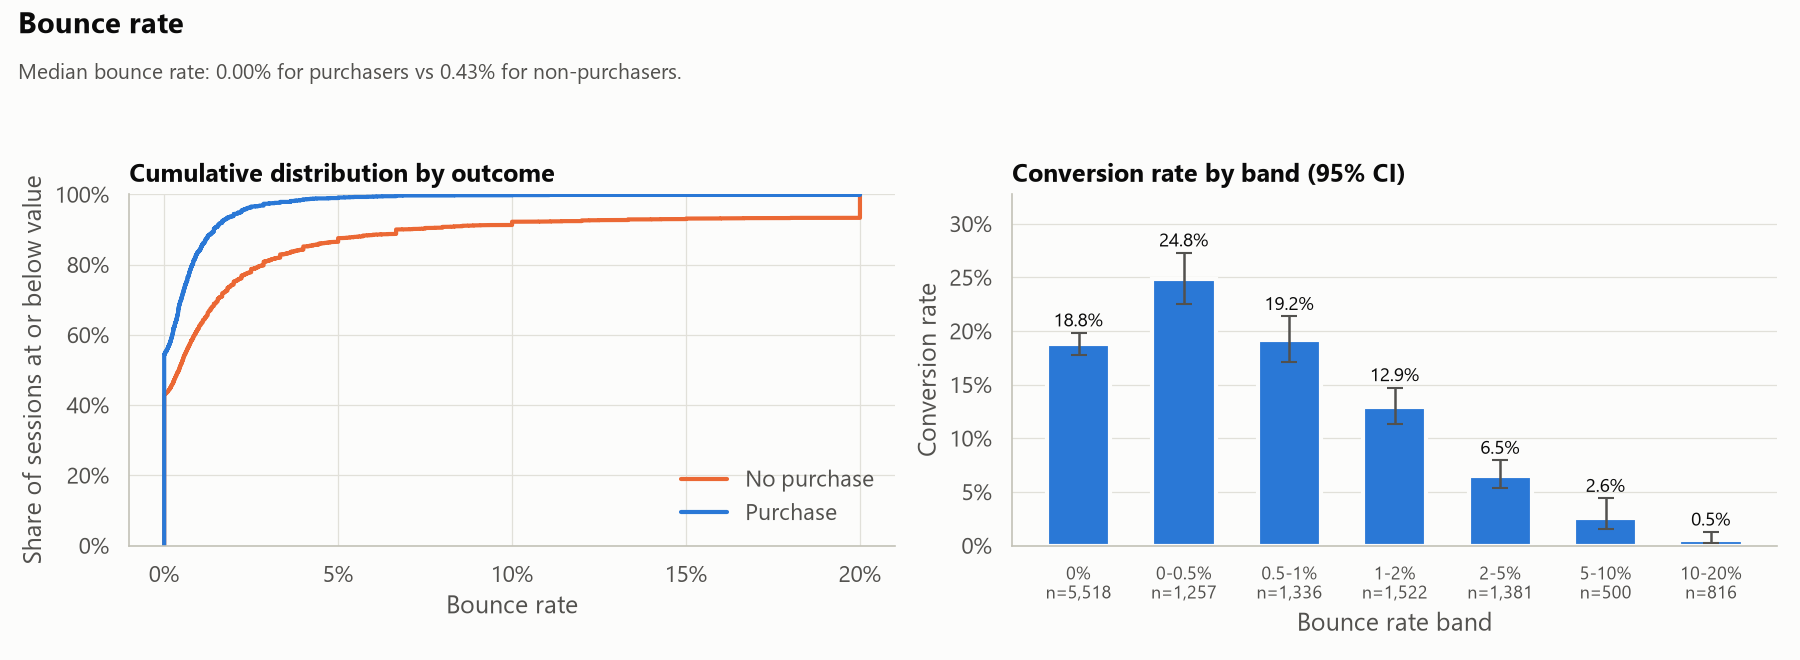 Bounce rate
Median bounce rate: 0.00% for purchasers vs 0.43% for non-purchasers.
Cumulative distribution by outcome
Share of sessions at or below value
100%
80%
60%
40%
20%
0%
No purchase
Purchase
0%
5%
10%
15%
20%
Bounce rate
Conversion rate by band (95% CI)
Conversion rate
30%
25%
20%
15%
10%
5%
0%
18.8%
24.8%
19.2%
12.9%
6.5%
2.6%
0.5%
0%
n=5,518
0-0.5%
n=1,257
0.5-1%
n=1,336
1-2%
n=1,522
2-5%
n=1,381
5-10%
n=500
10-20%
n=816
Bounce rate band